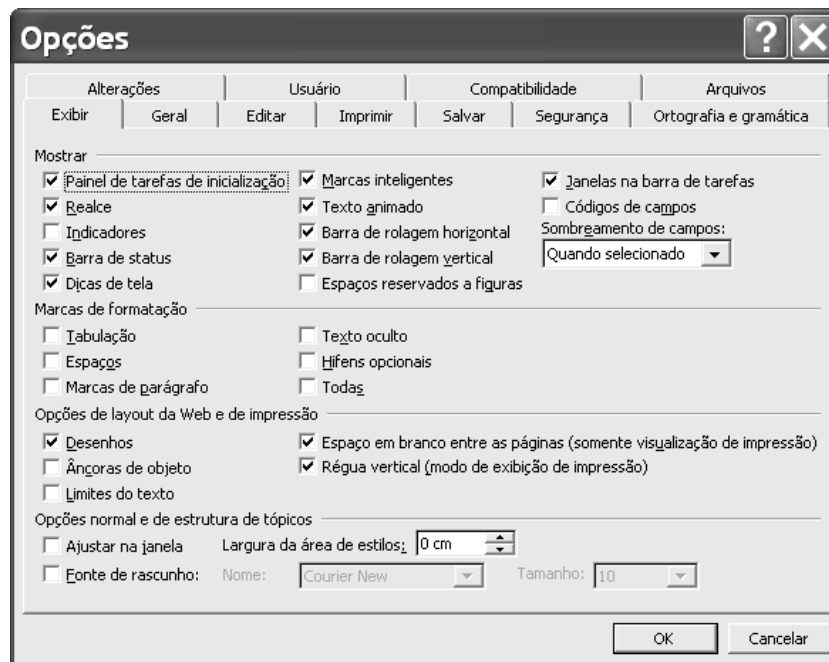 Opções
Alterações Usuário Compatibilidade Arquivos
Exibir Geral Editar Imprimir Salvar Segurança Ortografia e gramática
Mostrar
Painel de tarefas de inicialização Marcas inteligentes Janelas na barra de tarefas
Realce Texto animado Códigos de campos
Indicadores Barra de rolagem horizontal Sombreamento de campos:
Barra de status Barra de rolagem vertical Quando selecionado
Dicas de tela Espaços reservados a figuras
Marcas de formatação
Tabulação Texto oculto
Espaços Hifens opcionais
Marcas de parágrafo Todas
Opções de layout da Web e de impressão
Desenhos Espaço em branco entre as páginas (somente visualização de impressão)
Âncoras de objeto Régua vertical (modo de exibição de impressão)
Limites do texto
Opções normal e de estrutura de tópicos
Ajustar na janela Largura da área de estilos: 0 cm
Fonte de rascunho: Nome: Courier New Tamanho: 10
OK Cancelar